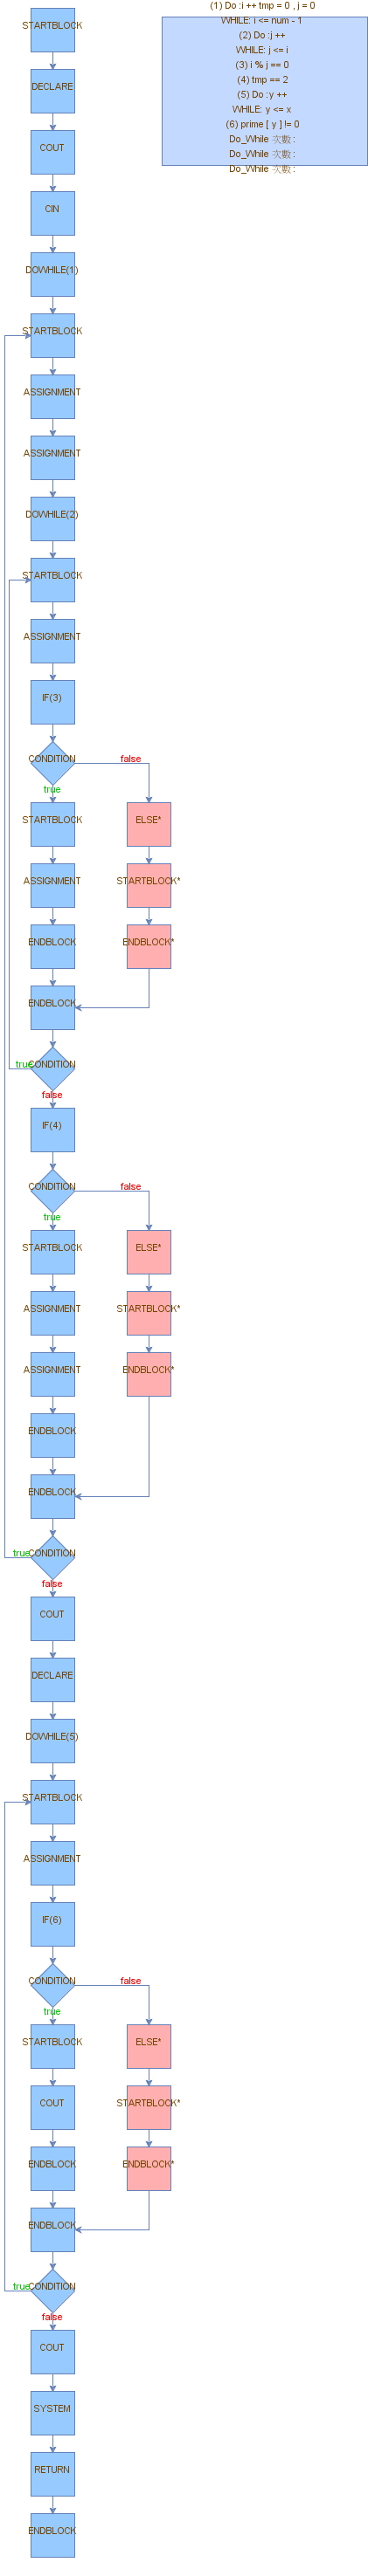 (1) Do :i ++ tmp = 0 , j = 0
WHILE: i <= num - 1
(2) Do :j ++
WHILE: j <= i
(3) i % j == 0
(4) tmp == 2
(5) Do :y ++
WHILE: y <= x
(6) prime [ y ] != 0
Do_While 次數 :
Do_While 次數 :
Do_While 次數 :
STARTBLOCK
DECLARE
COUT
CIN
DOWHILE(1)
STARTBLOCK
ASSIGNMENT
ASSIGNMENT
DOWHILE(2)
STARTBLOCK
ASSIGNMENT
IF(3)
CONDITION
false
true
STARTBLOCK
ELSE*
ASSIGNMENT
STARTBLOCK*
ENDBLOCK
ENDBLOCK*
ENDBLOCK
true
CONDITION
false
IF(4)
CONDITION
false
true
STARTBLOCK
ELSE*
ASSIGNMENT
STARTBLOCK*
ASSIGNMENT
ENDBLOCK*
ENDBLOCK
ENDBLOCK
true
CONDITION
false
COUT
DECLARE
DOWHILE(5)
STARTBLOCK
ASSIGNMENT
IF(6)
CONDITION
false
true
STARTBLOCK
ELSE*
COUT
STARTBLOCK*
ENDBLOCK
ENDBLOCK*
ENDBLOCK
true
CONDITION
false
COUT
SYSTEM
RETURN
ENDBLOCK